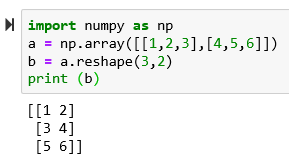 import numpy as np
a = np.array([[1,2,3],[4,5,6]])
b = a.reshape(3,2)
print (b)
[[1 2]
 [3 4]
 [5 6]]